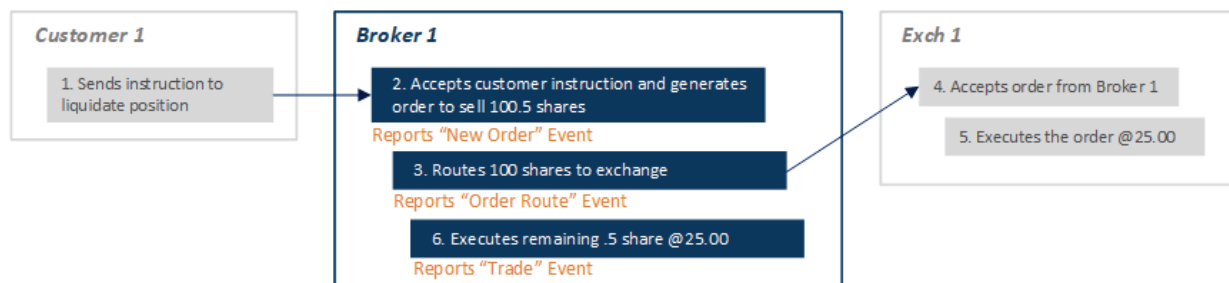 Customer 1
1. Sends instruction to
liquidate position
Broker 1
2. Accepts customer instruction and generates
order to sell 100.5 shares
Reports “New Order” Event
3. Routes 100 shares to exchange
Reports “Order Route” Event
6. Executes remaining .5 share @25.00
Reports “Trade” Event
Exch 1
4. Accepts order from Broker 1
5. Executes the order @25.00